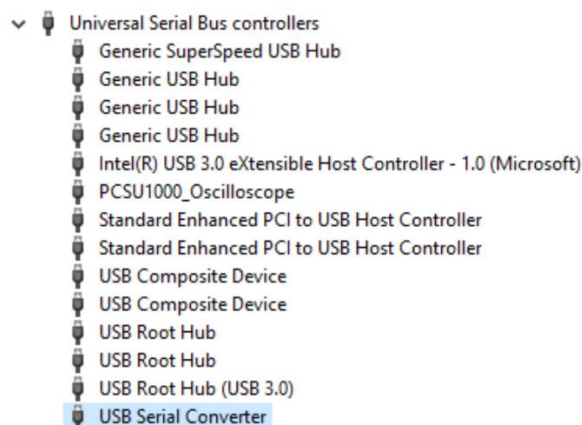 Universal Serial Bus controllers
Generic SuperSpeed USB Hub
Generic USB Hub
Generic USB Hub
Generic USB Hub
Intel(R) USB 3.0 eXtensible Host Controller - 1.0 (Microsoft)
PCSU1000_Oscilloscope
Standard Enhanced PCI to USB Host Controller
Standard Enhanced PCI to USB Host Controller
USB Composite Device
USB Composite Device
USB Root Hub
USB Root Hub
USB Root Hub (USB 3.0)
USB Serial Converter